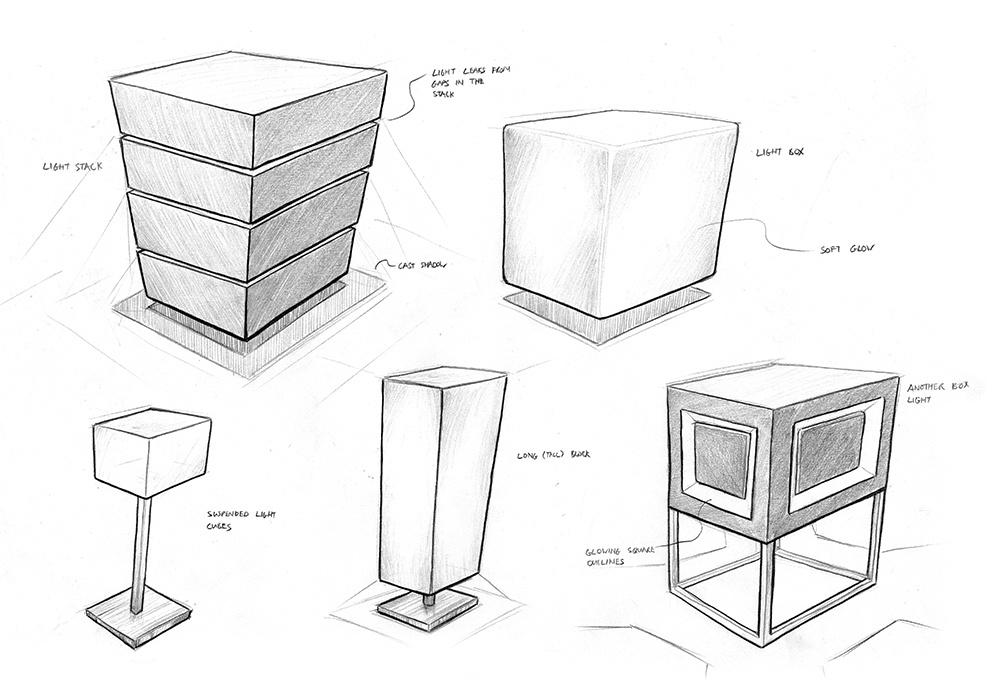 LIGHT LEAKS FROM
GAPS IN THE
STACK
LIGHT STACK
CAST SHADOW
LIGHT BOX
SOFT GLOW
SUSPENDED LIGHT
CUBES
LONG (TALL) BLOCK
ANOTHER BOX
LIGHT
GLOWING SQUARE
OUTLINES